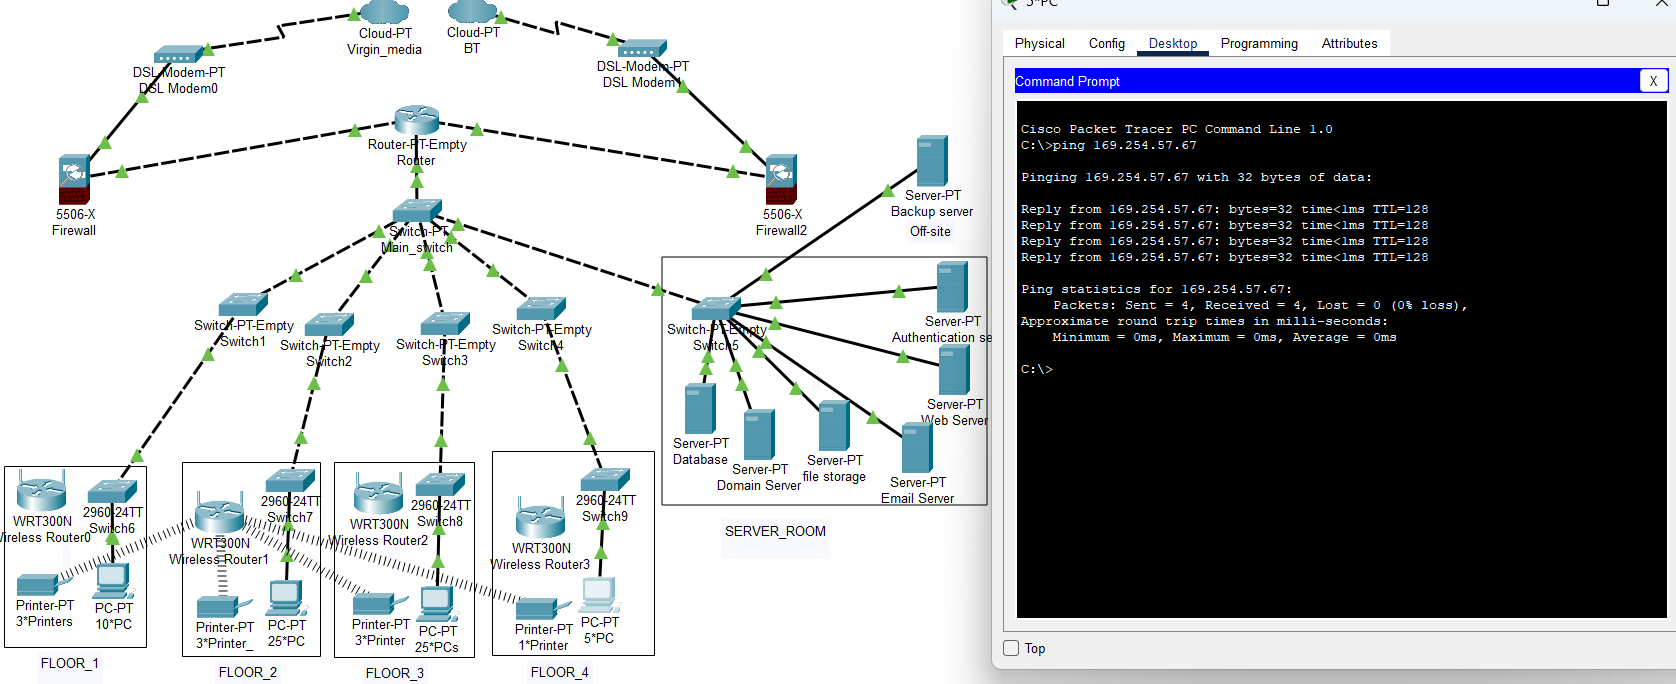 Cloud-PT
Virgin_media
Cloud-PT
BT
DSL-Modem-PT
DSL Modem0
DSL-Modem-PT
DSL Modem1
Router-PT-Empty
Router
5506-X
Firewall
5506-X
Firewall2
Server-PT
Backup server
Off-site
Switch-PT
Main_switch
Switch-PT-Empty
Switch1
Switch-PT-Empty
Switch2
Switch-PT-Empty
Switch3
Switch-PT-Empty
Switch4
Switch-PT-Empty
Switch5
Server-PT
Authentication se
Server-PT
Web Server
Server-PT
Database
Server-PT
Domain Server
Server-PT
file storage
Server-PT
Email Server
SERVER_ROOM
WRT300N
Wireless Router0
2960-24TT
Switch6
Printer-PT
3*Printers
PC-PT
10*PC
FLOOR_1
WRT300N
Wireless Router1
2960-24TT
Switch7
Printer-PT
3*Printer_
PC-PT
25*PC
FLOOR_2
WRT300N
Wireless Router2
2960-24TT
Switch8
Printer-PT
3*Printer
PC-PT
25*PCs
FLOOR_3
WRT300N
Wireless Router3
2960-24TT
Switch9
Printer-PT
1*Printer
PC-PT
5*PC
FLOOR_4
5*PC
Physical Config Desktop Programming Attributes
Command Prompt X
Cisco Packet Tracer PC Command Line 1.0
C:\>ping 169.254.57.67
Pinging 169.254.57.67 with 32 bytes of data:
Reply from 169.254.57.67: bytes=32 time<1ms TTL=128
Reply from 169.254.57.67: bytes=32 time<1ms TTL=128
Reply from 169.254.57.67: bytes=32 time<1ms TTL=128
Reply from 169.254.57.67: bytes=32 time<1ms TTL=128
Ping statistics for 169.254.57.67:
Packets: Sent = 4, Received = 4, Lost = 0 (0% loss),
Approximate round trip times in milli-seconds:
Minimum = 0ms, Maximum = 0ms, Average = 0ms
C:\>
Top